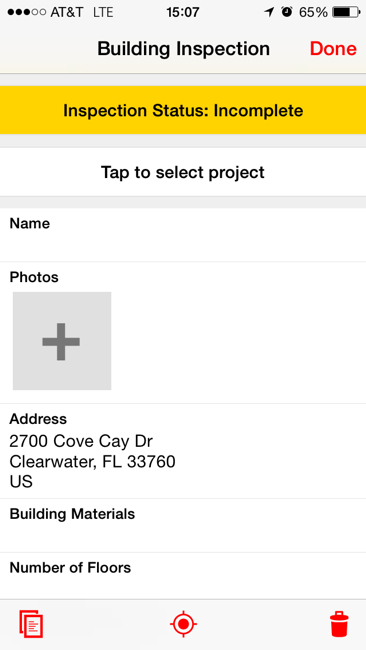 AT&T LTE 15:07 65%
Building Inspection Done
Inspection Status: Incomplete
Tap to select project
Name
Photos
Address
2700 Cove Cay Dr
Clearwater, FL 33760
US
Building Materials
Number of Floors